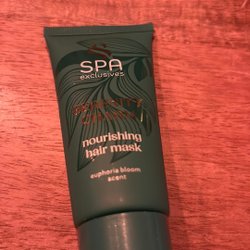 SPA
exclusives
nourishing
hair mask
euphoria bloom
scent